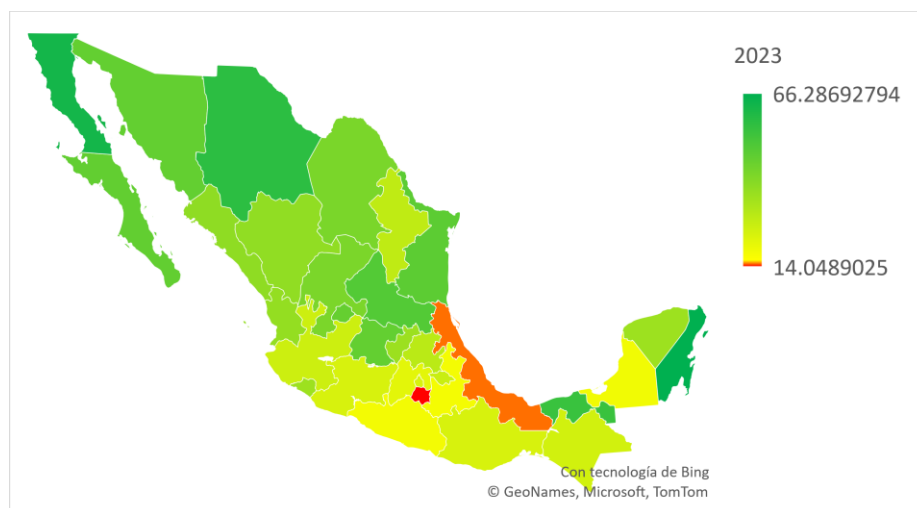 2023
66.28692794
14.0489025
Con tecnología de Bing
© GeoNames, Microsoft, TomTom